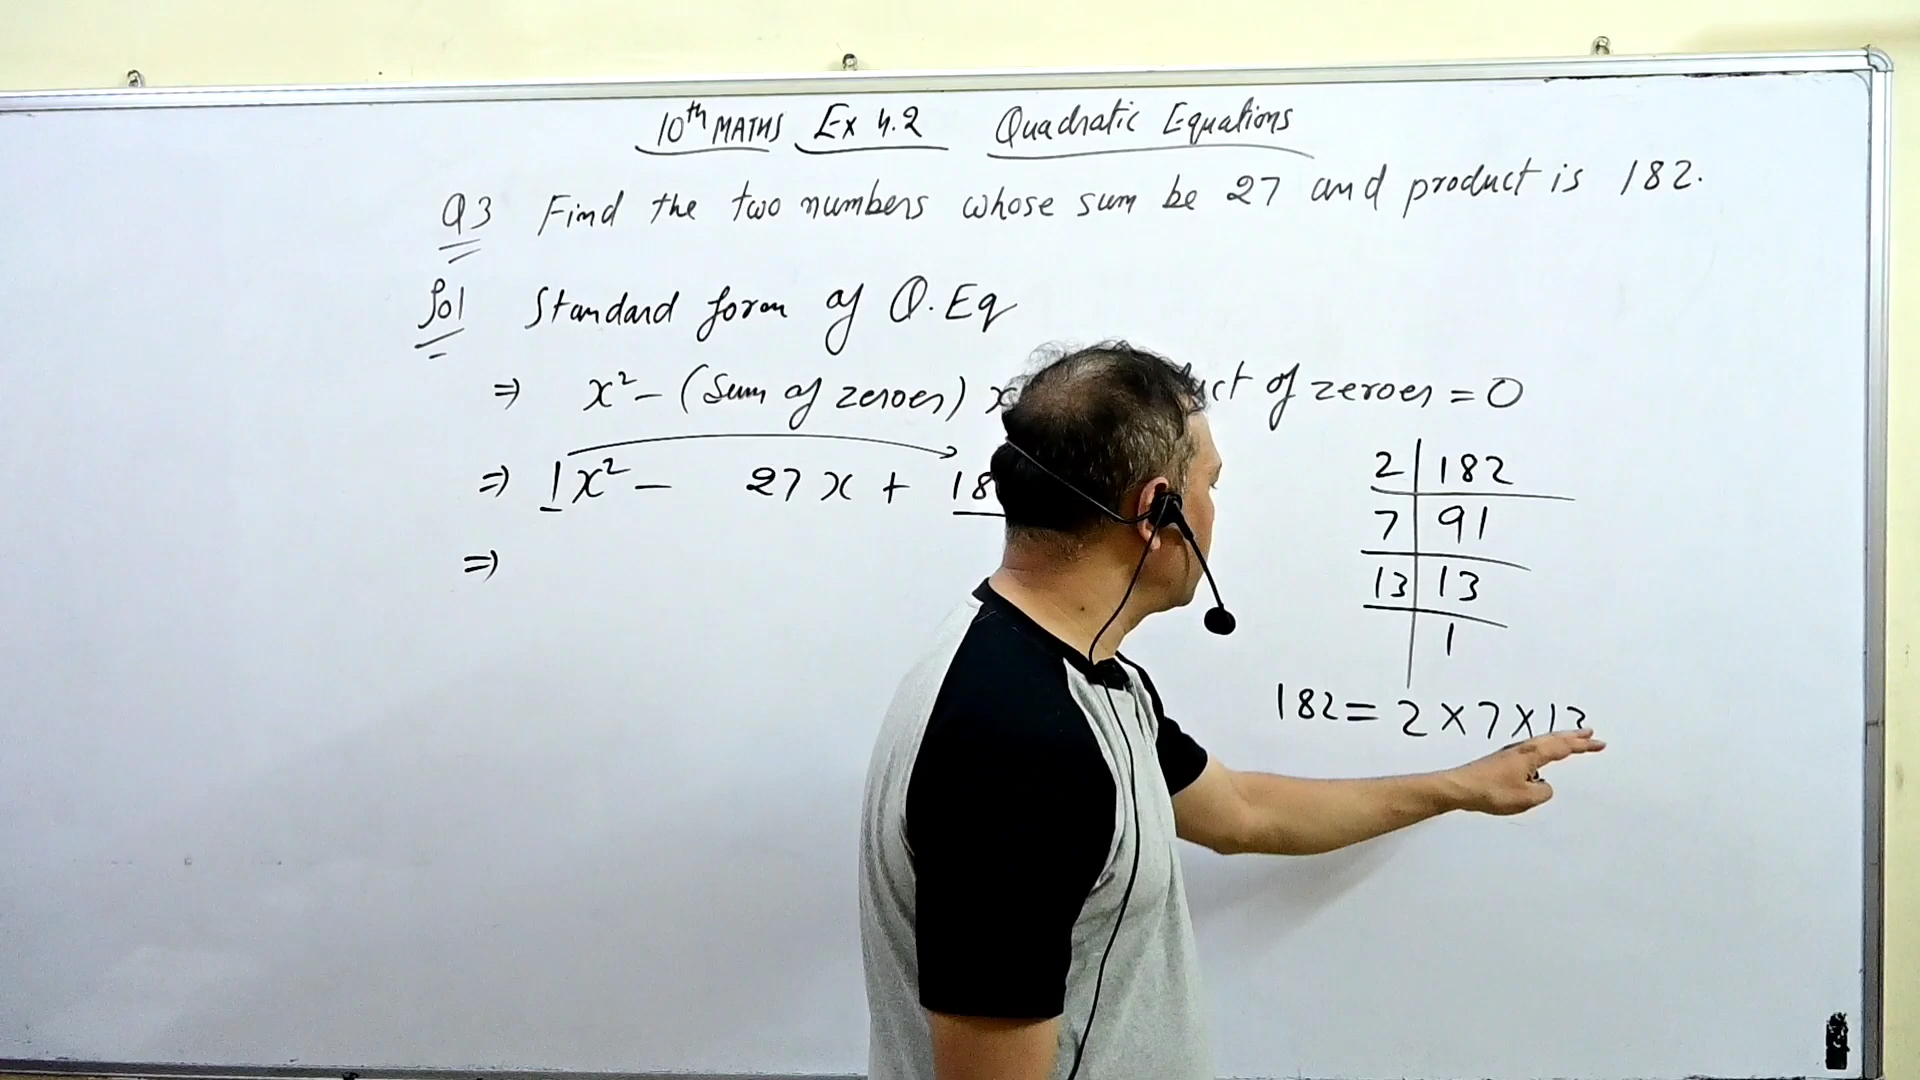 10th MATHS Ex 4.2 Quadratic Equations
Q3 Find the two numbers whose sum be 27 and product is 182.
Sol Standard form of Q.Eq
⇒ x² – (Sum of zeroes) x of zeroes = 0
⇒ 1x² – 27x + 18
⇒
2 | 182
7 | 91
13 | 13
1
182 = 2 × 7 × 13